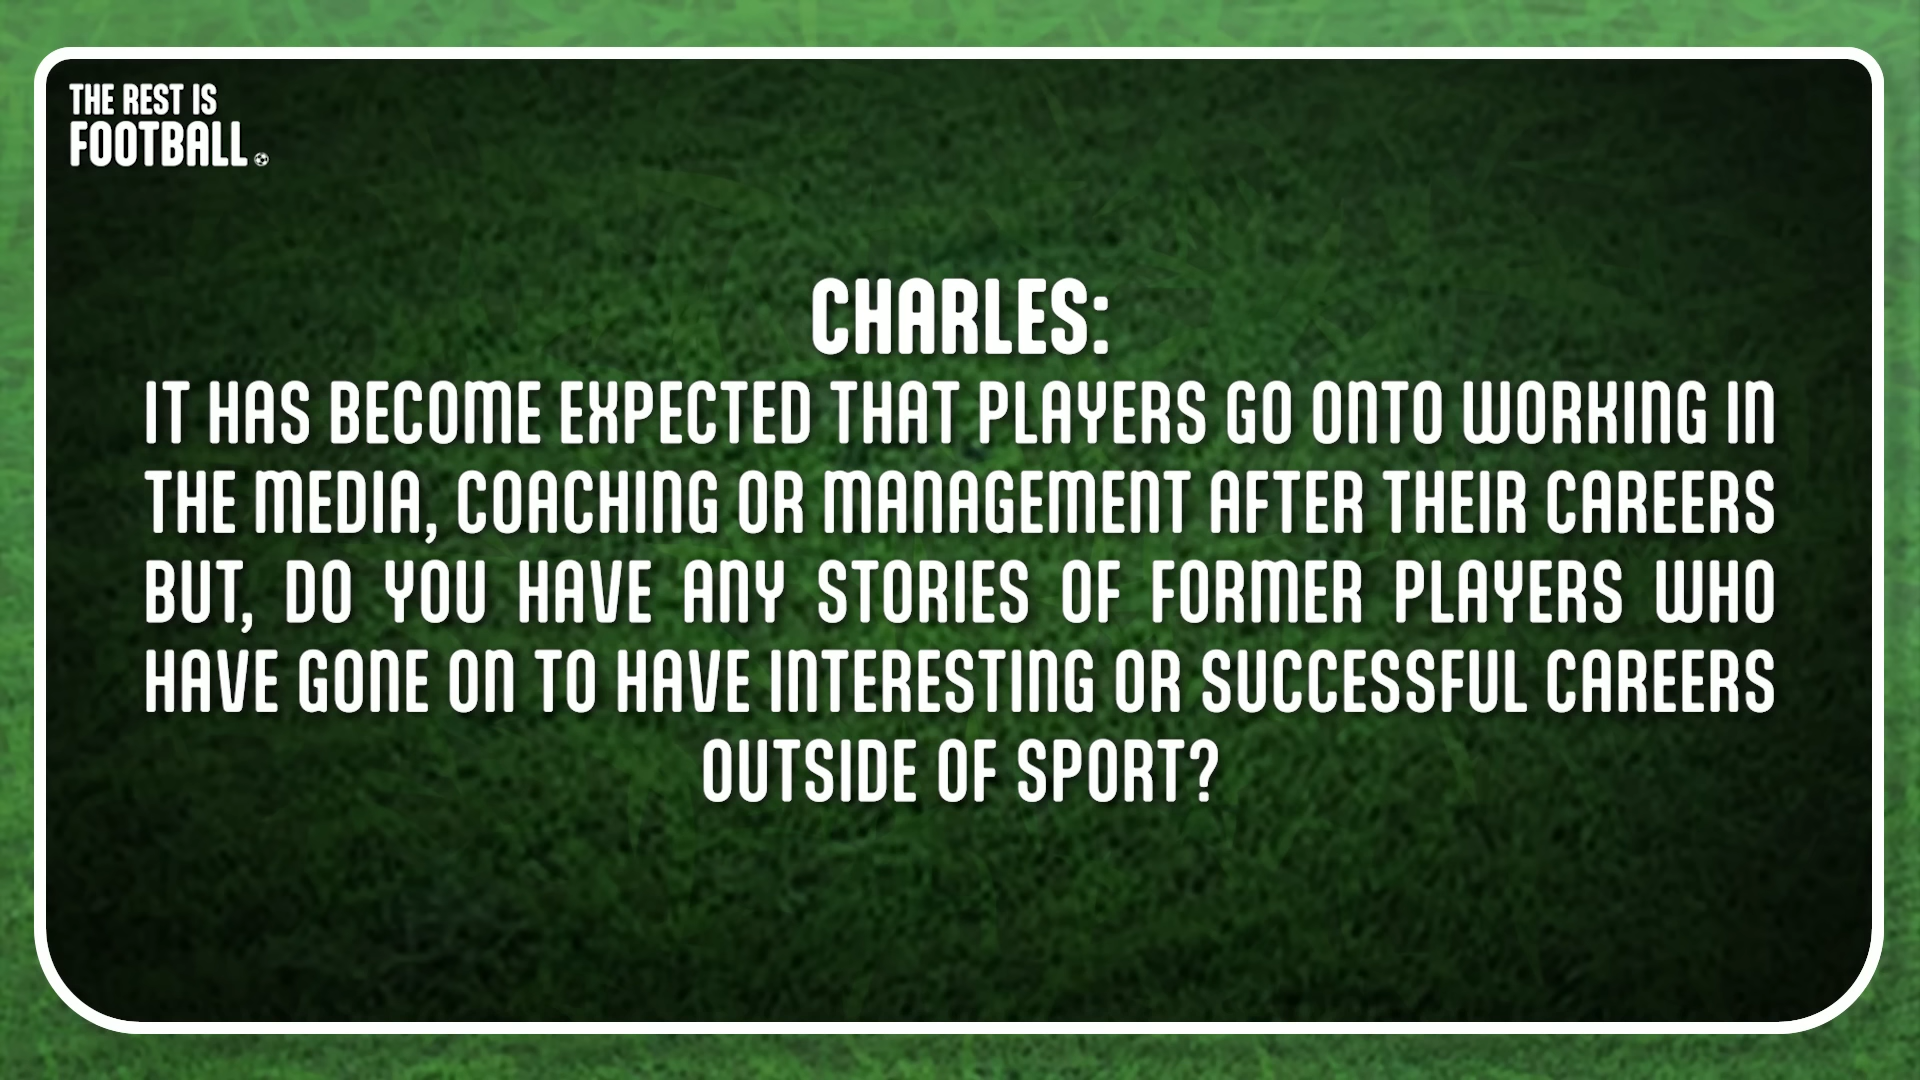 THE REST IS
FOOTBALL
CHARLES:
IT HAS BECOME EXPECTED THAT PLAYERS GO ONTO WORKING IN
THE MEDIA, COACHING OR MANAGEMENT AFTER THEIR CAREERS
BUT, DO YOU HAVE ANY STORIES OF FORMER PLAYERS WHO
HAVE GONE ON TO HAVE INTERESTING OR SUCCESSFUL CAREERS
OUTSIDE OF SPORT?